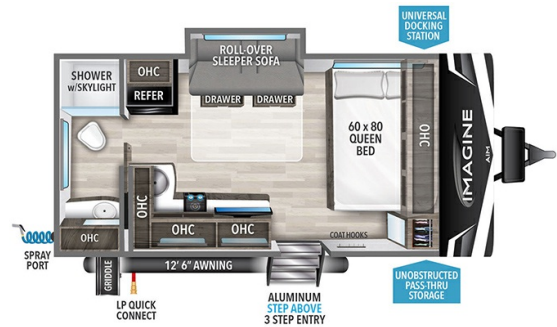 UNIVERSAL
DOCKING
STATION
ROLL-OVER
SLEEPER SOFA
SHOWER
w/SKYLIGHT
OHC
REFER
DRAWER
DRAWER
60 x 80
QUEEN
BED
OHC
IMAGINE
AIM
OHC
OHC
OHC
OHC
COAT HOOKS
SPRAY
PORT
GRIDDLE
12' 6" AWNING
LP QUICK
CONNECT
ALUMINUM
STEP ABOVE
3 STEP ENTRY
UNOBSTRUCTED
PASS-THRU
STORAGE